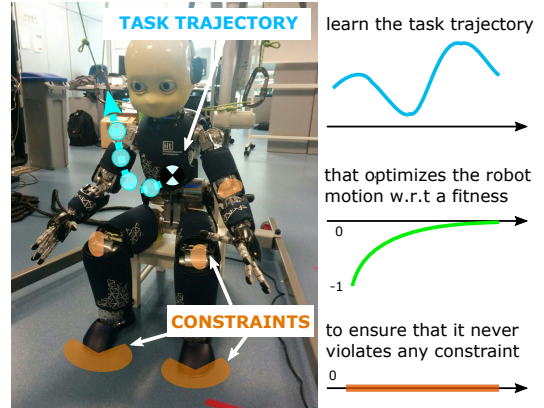 TASK TRAJECTORY
CONSTRAINTS
learn the task trajectory
that optimizes the robot
motion w.r.t a fitness
0
-1
to ensure that it never
violates any constraint
0